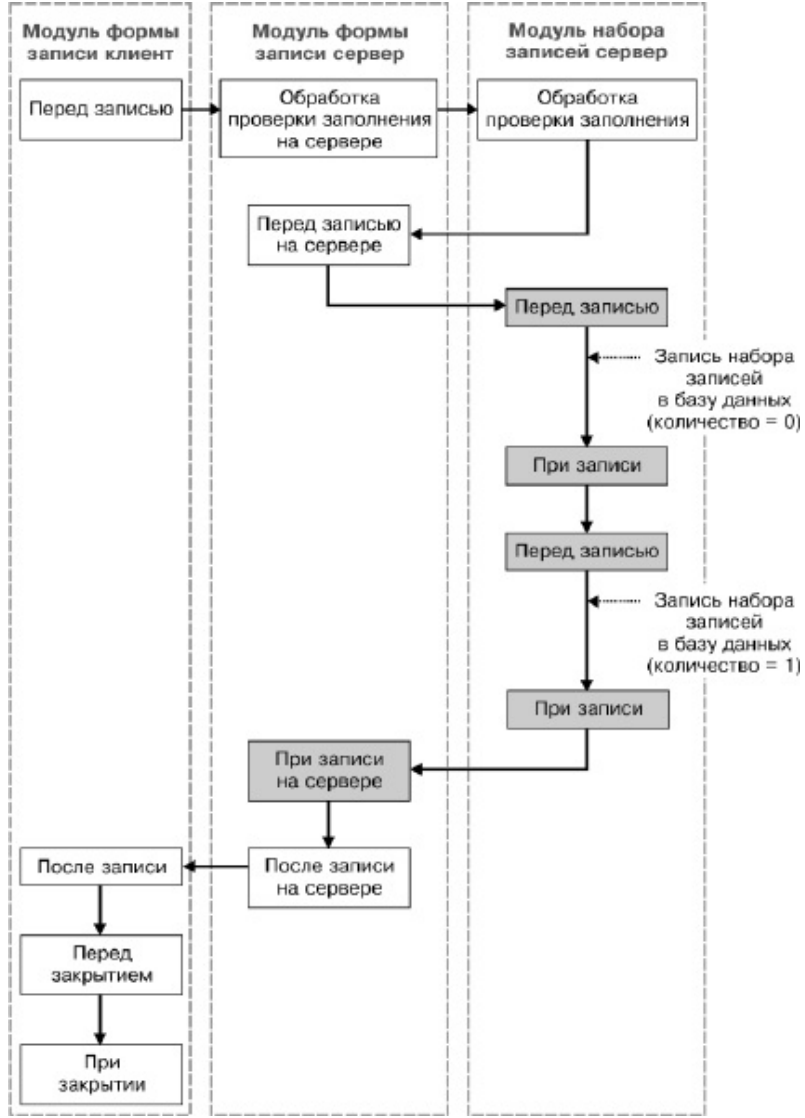 Модуль формы
записи клиент
Модуль формы
записи сервер
Модуль набора
записей сервер
Перед записью
Обработка
проверки заполнения
на сервере
Обработка
проверки заполнения
Перед записью
на сервере
Перед записью
Запись набора
записей
в базу данных
(количество = 0)
При записи
Перед записью
Запись набора
записей
в базу данных
(количество = 1)
При записи
При записи
на сервере
После записи
После записи
на сервере
Перед
закрытием
При
закрытии